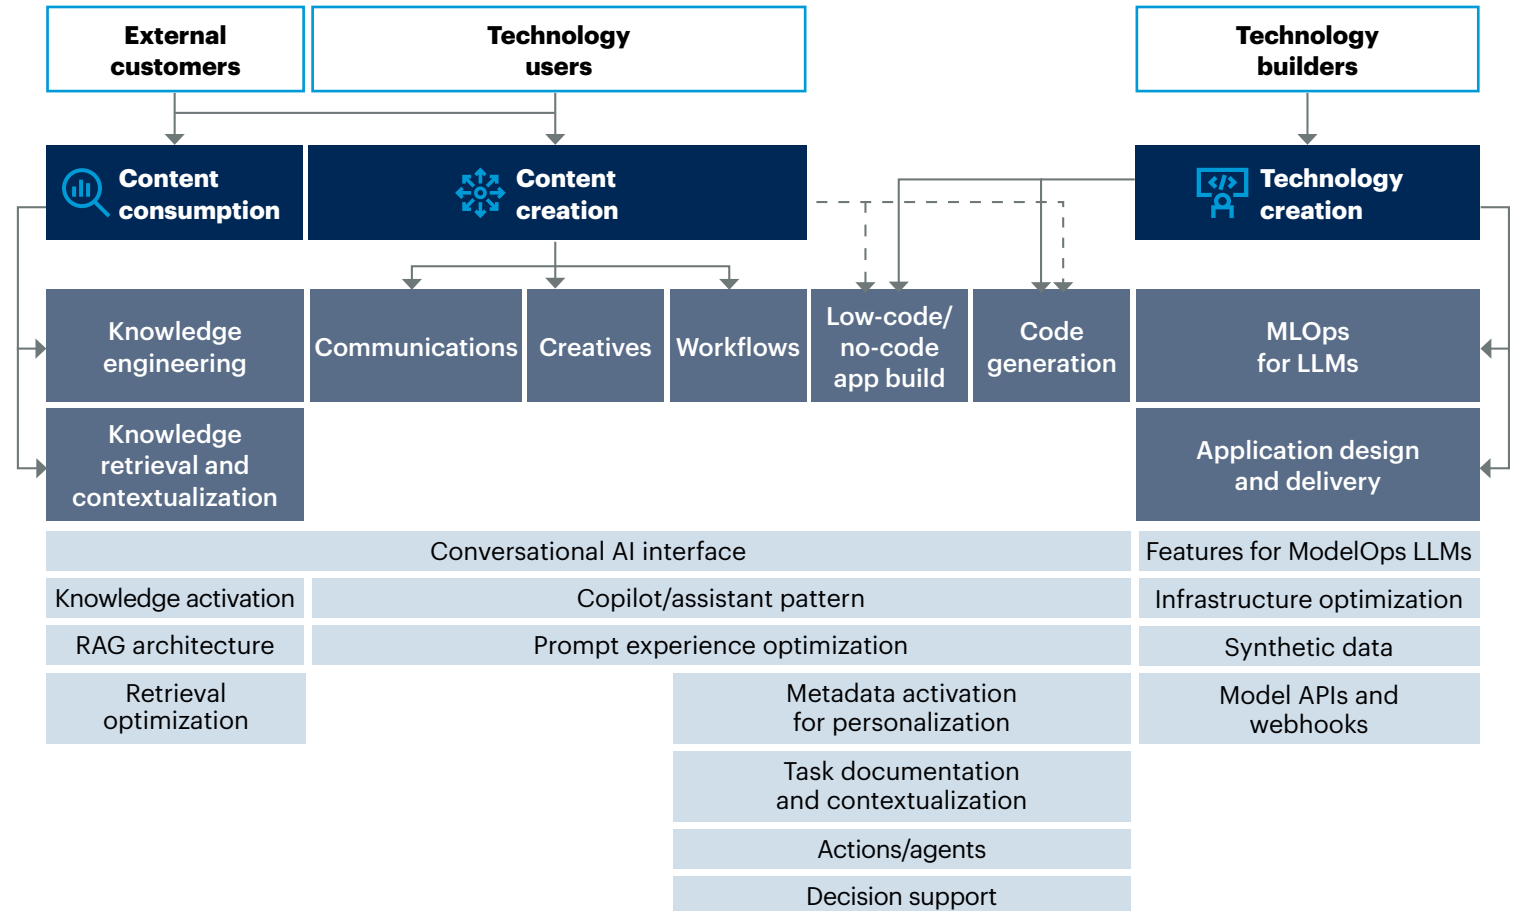 External
customers
Technology
users
Technology
builders
Content
consumption
Content
creation
Technology
creation
Knowledge
engineering
Communications
Creatives
Workflows
Low-code/
no-code
app build
Code
generation
MLOps
for LLMs
Knowledge
retrieval and
contextualization
Application design
and delivery
Conversational AI interface
Features for ModelOps LLMs
Knowledge activation
Copilot/assistant pattern
Infrastructure optimization
RAG architecture
Prompt experience optimization
Synthetic data
Retrieval
optimization
Metadata activation
for personalization
Model APIs and
webhooks
Task documentation
and contextualization
Actions/agents
Decision support